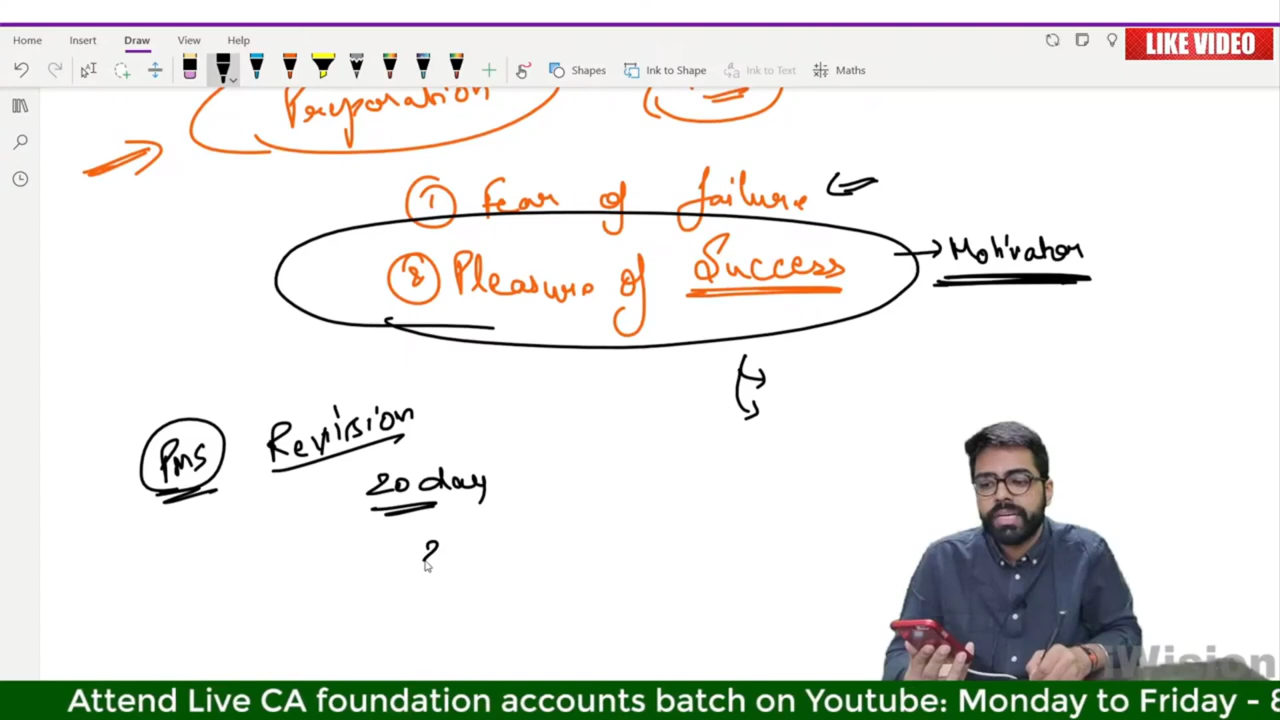 Home Insert Draw View Help
LIKE VIDEO
Shapes Ink to Shape Ink to Text Maths
Preparation
① Fear of failure
② Pleasure of Success
Motivation
PMS Revision
20 day
2
Attend Live CA foundation accounts batch on Youtube: Monday to Friday - 8